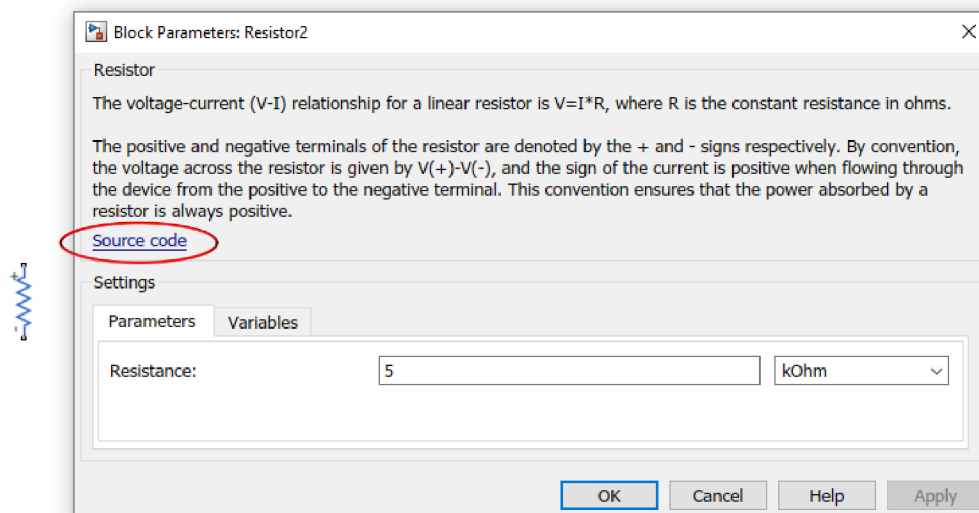 Block Parameters: Resistor2
Resistor
The voltage-current (V-I) relationship for a linear resistor is V=I*R, where R is the constant resistance in ohms.
The positive and negative terminals of the resistor are denoted by the + and - signs respectively. By convention,
the voltage across the resistor is given by V(+)-V(-), and the sign of the current is positive when flowing through
the device from the positive to the negative terminal. This convention ensures that the power absorbed by a
resistor is always positive.
Source code
Settings
Parameters Variables
Resistance: 5 kOhm
OK Cancel Help Apply
+
-